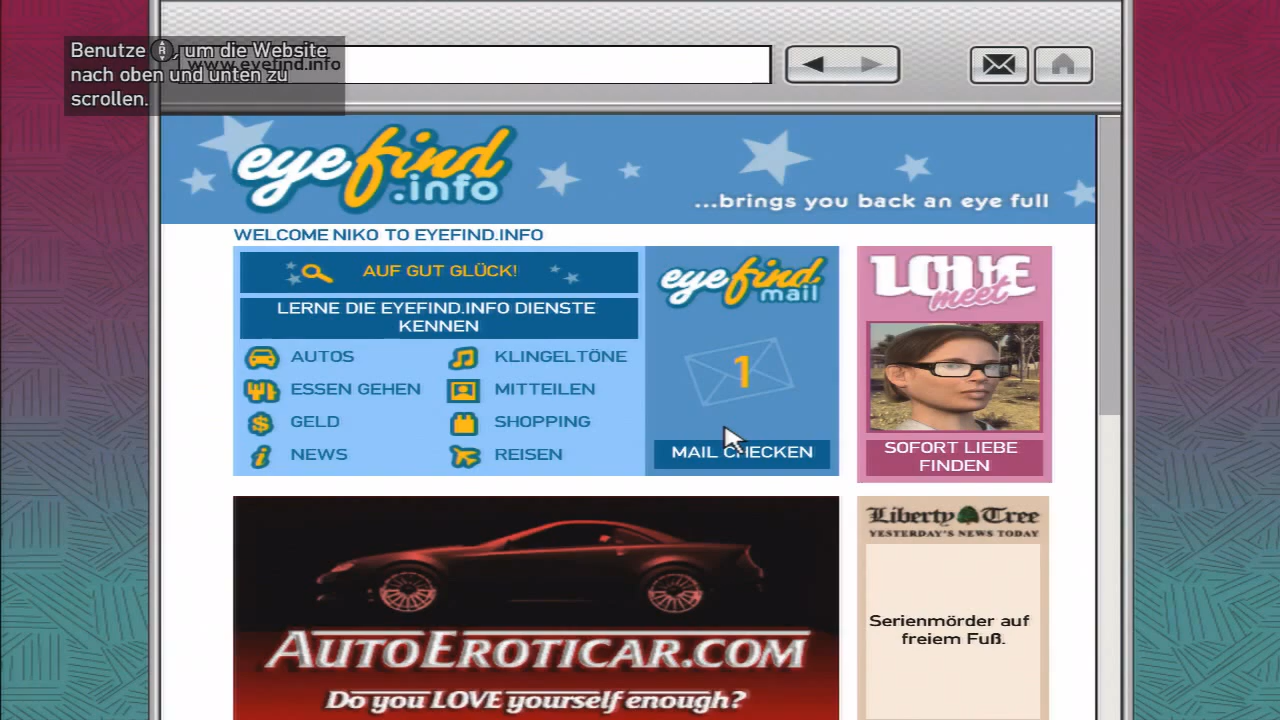 Benutze R, um die Website
nach oben und unten zu
scrollen.
www.eyefind.info
eyefind
.info
...brings you back an eye full
WELCOME NIKO TO EYEFIND.INFO
AUF GUT GLÜCK!
LERNE DIE EYEFIND.INFO DIENSTE
KENNEN
AUTOS
KLINGELTÖNE
ESSEN GEHEN
MITTEILEN
GELD
SHOPPING
NEWS
REISEN
eyefind
mail
1
MAIL CHECKEN
LOVE
meet
SOFORT LIEBE
FINDEN
AUTOEROTICAR.COM
Do you LOVE yourself enough?
Liberty Tree
YESTERDAY'S NEWS TODAY
Serienmörder auf
freiem Fuß.